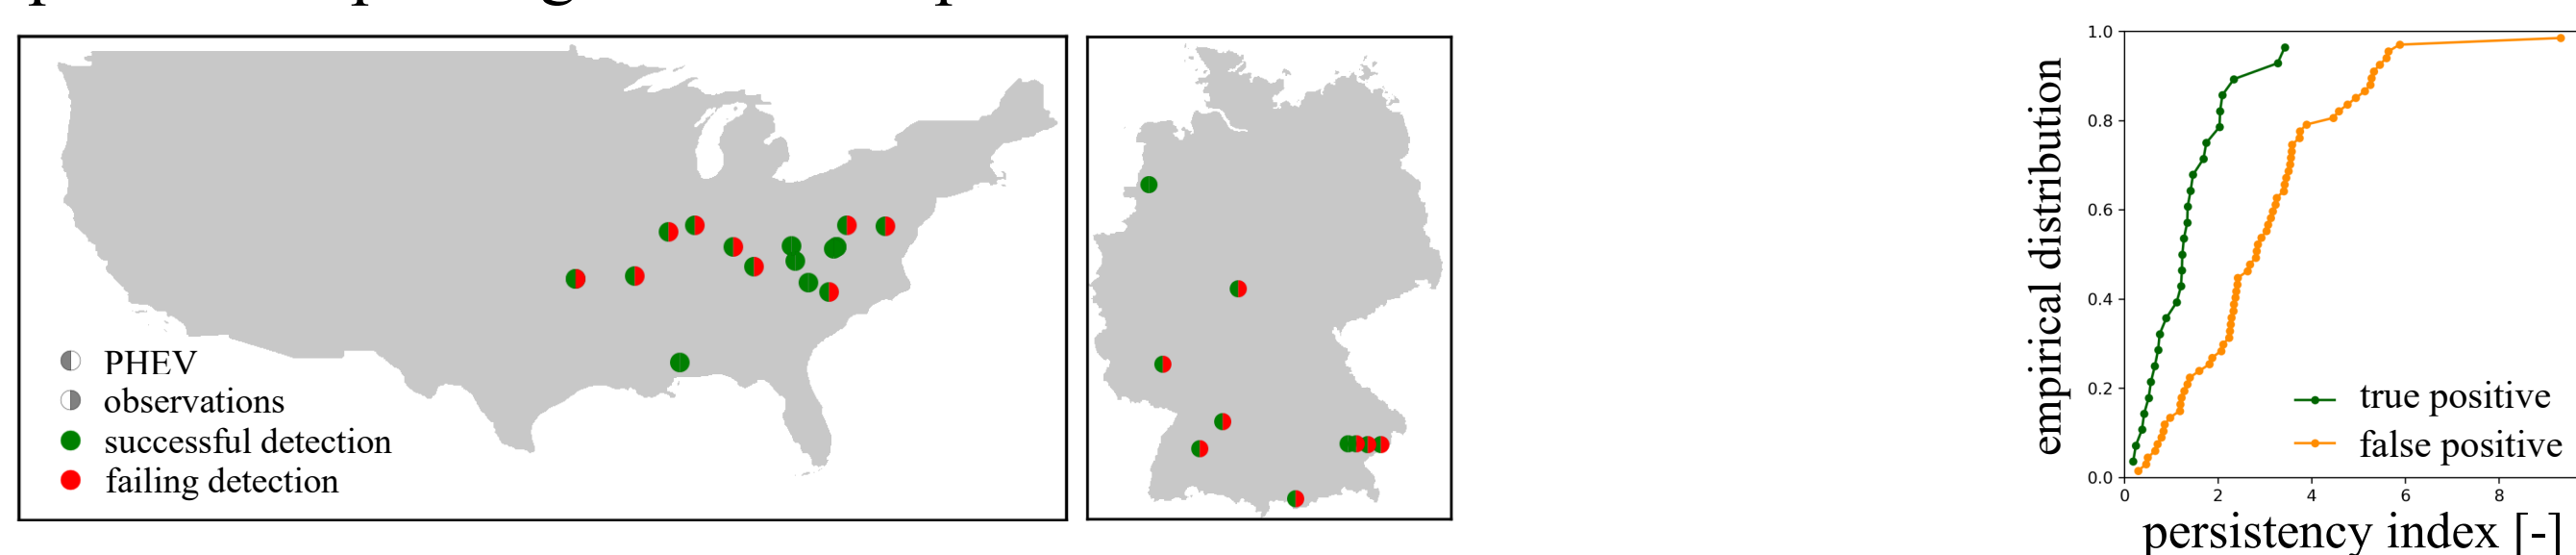 PHEV
observations
successful detection
failing detection
empirical distribution
1.0
0.8
0.6
0.4
0.2
0.0
0 2 4 6 8
true positive
false positive
persistency index [-]